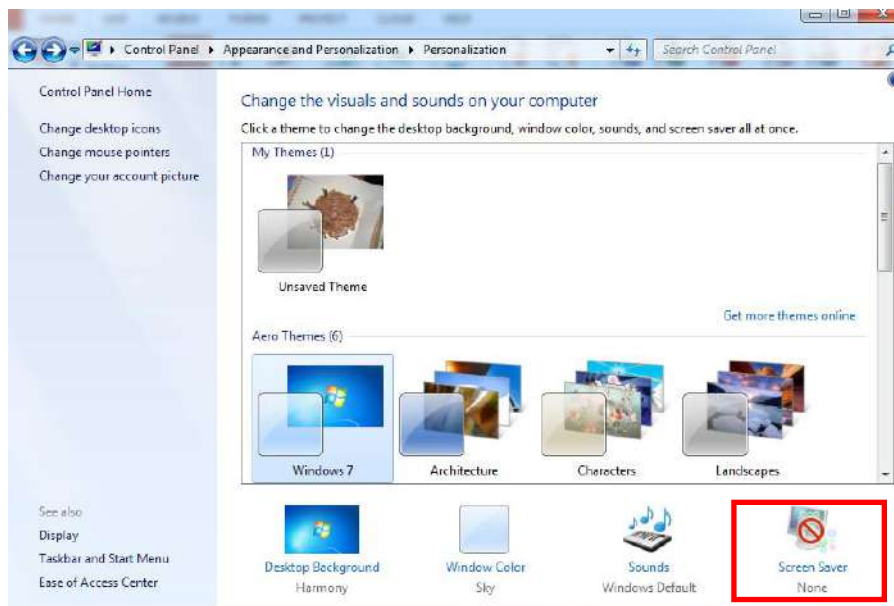 Control Panel ▸ Appearance and Personalization ▸ Personalization
Search Control Panel
Control Panel Home
Change desktop icons
Change mouse pointers
Change your account picture
Change the visuals and sounds on your computer
Click a theme to change the desktop background, window color, sounds, and screen saver all at once.
My Themes (1)
Unsaved Theme
Get more themes online
Aero Themes (6)
Windows 7 Architecture Characters Landscapes
See also
Display
Taskbar and Start Menu
Ease of Access Center
Desktop Background
Harmony
Window Color
Sky
Sounds
Windows Default
Screen Saver
None